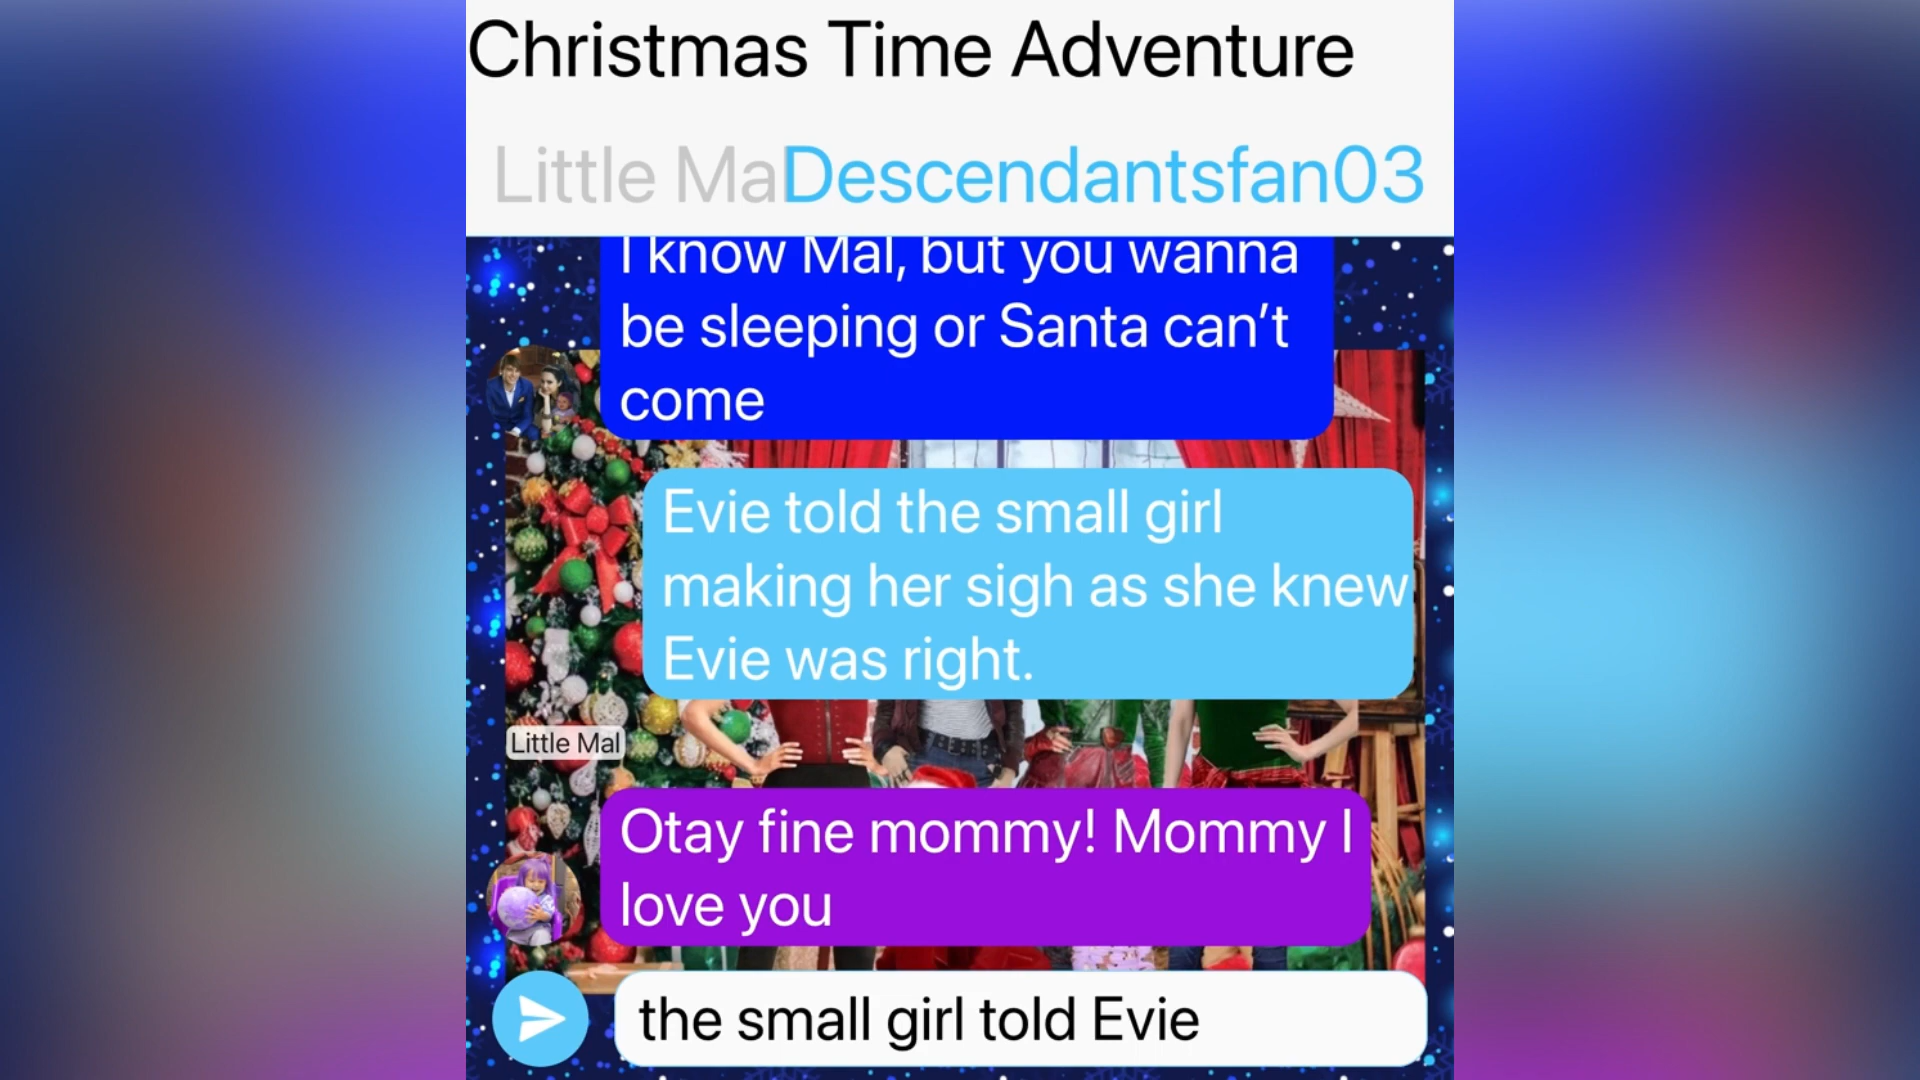 Christmas Time Adventure
Little Mal
Descendantsfan03
I know Mal, but you wanna
be sleeping or Santa can’t
come
Evie told the small girl
making her sigh as she knew
Evie was right.
Little Mal
Otay fine mommy! Mommy I
love you
the small girl told Evie